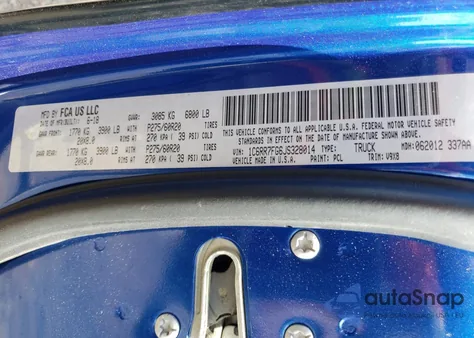 MFD BY FCA US LLC
DATE OF MFR 6-18 GVWR: 3085 KG 6800 LB
GAWR FRONT: 1770 KG 3900 LB WITH P275/60R20
20X8.0 RIMS AT 270 KPA ( 39 PSI) COLD
GAWR REAR: 1770 KG 3900 LB WITH P275/60R20
20X8.0 RIMS AT 270 KPA ( 39 PSI) COLD
THIS VEHICLE CONFORMS TO ALL APPLICABLE U.S.A. FEDERAL MOTOR VEHICLE SAFETY
STANDARDS IN EFFECT ON THE DATE OF MANUFACTURE SHOWN ABOVE.
VIN: 1C6RR7FG6JS328014 TYPE: TRUCK MDH: 062012 337AA
VEHICLE MADE IN U.S.A. PAINT: PCL TRIM: V9X8
autoSnap